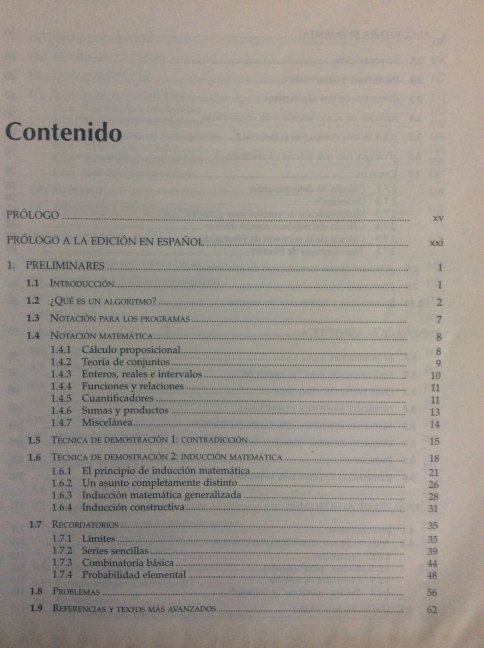 Contenido
PRÓLOGO xv
PRÓLOGO A LA EDICIÓN EN ESPAÑOL xxi
1. PRELIMINARES 1
1.1 INTRODUCCIÓN 1
1.2 ¿QUÉ ES UN ALGORITMO? 2
1.3 NOTACIÓN PARA LOS PROGRAMAS 7
1.4 NOTACIÓN MATEMÁTICA 8
1.4.1 Cálculo proposicional 8
1.4.2 Teoría de conjuntos 9
1.4.3 Enteros, reales e intervalos 10
1.4.4 Funciones y relaciones 11
1.4.5 Cuantificadores 11
1.4.6 Sumas y productos 13
1.4.7 Miscelánea 14
1.5 TÉCNICA DE DEMOSTRACIÓN 1: CONTRADICCIÓN 15
1.6 TÉCNICA DE DEMOSTRACIÓN 2: INDUCCIÓN MATEMÁTICA 18
1.6.1 El principio de inducción matemática 21
1.6.2 Un asunto completamente distinto 26
1.6.3 Inducción matemática generalizada 28
1.6.4 Inducción constructiva 31
1.7 RECORDATORIOS 35
1.7.1 Límites 35
1.7.2 Series sencillas 39
1.7.3 Combinatoria básica 44
1.7.4 Probabilidad elemental 48
1.8 PROBLEMAS 56
1.9 REFERENCIAS Y TEXTOS MÁS AVANZADOS 62